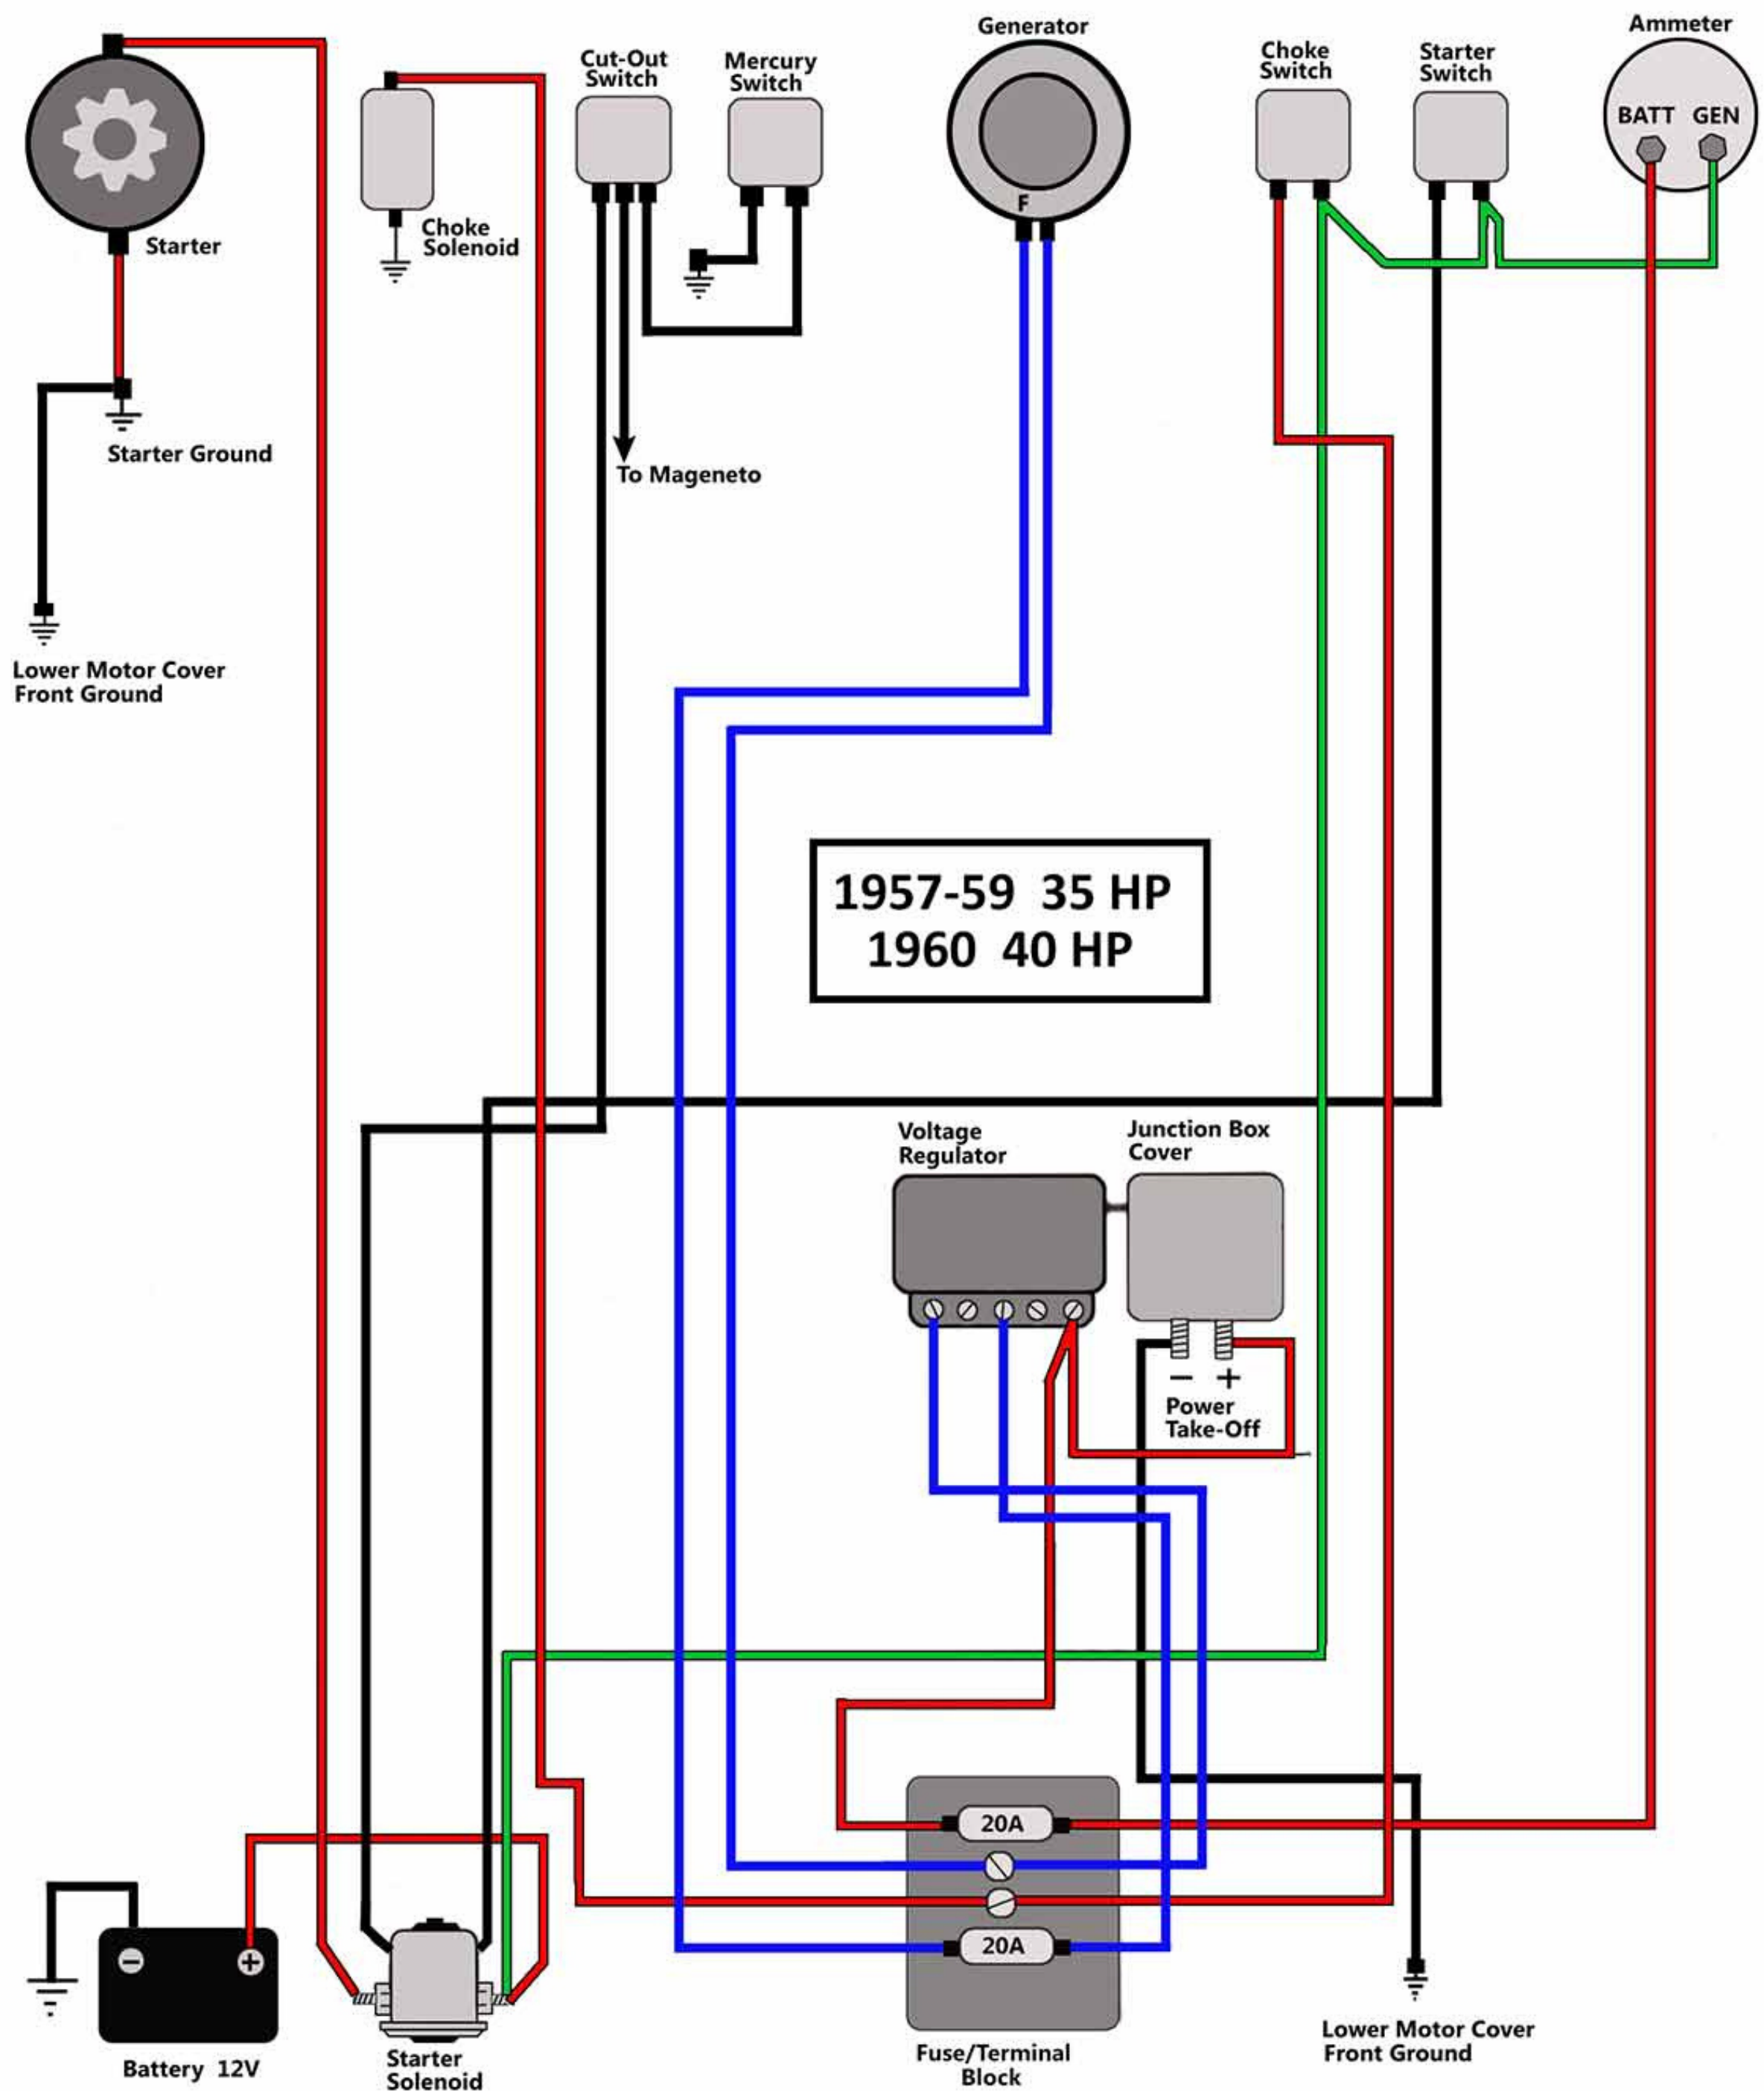 Generator
Ammeter
Cut-Out
Switch
Mercury
Switch
Choke
Switch
Starter
Switch
BATT GEN
F
Starter
Choke
Solenoid
Starter Ground
To Mageneto
Lower Motor Cover
Front Ground
1957-59 35 HP
1960 40 HP
Voltage
Regulator
Junction Box
Cover
− +
Power
Take-Off
20A
20A
− +
Battery 12V
Starter
Solenoid
Fuse/Terminal
Block
Lower Motor Cover
Front Ground